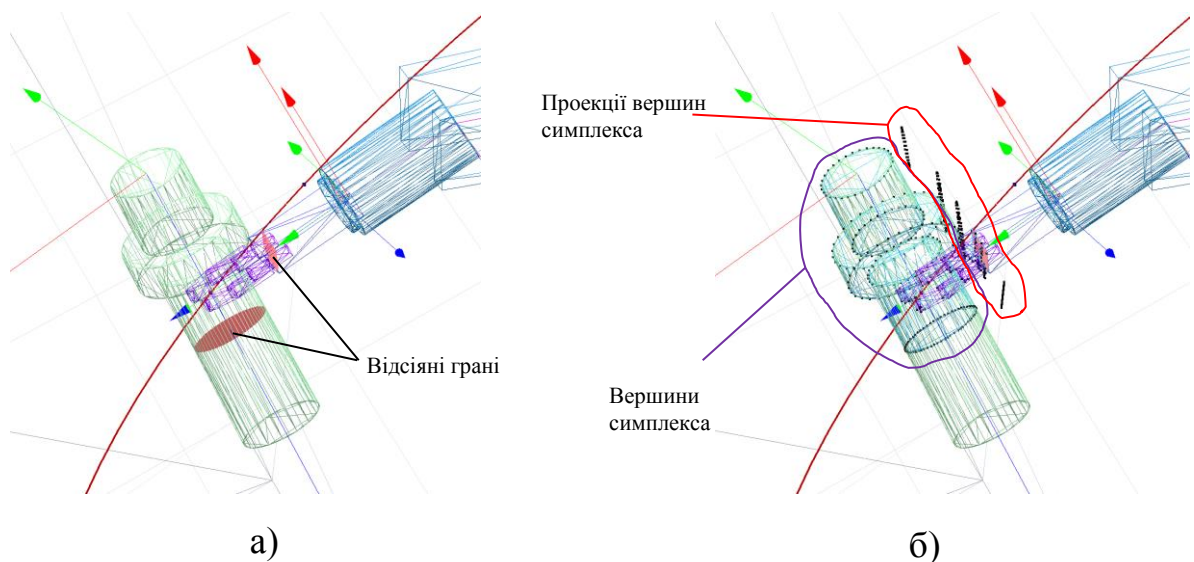 Відсіяні грані
Проекції вершин
симплекса
Вершини
симплекса
а)
б)